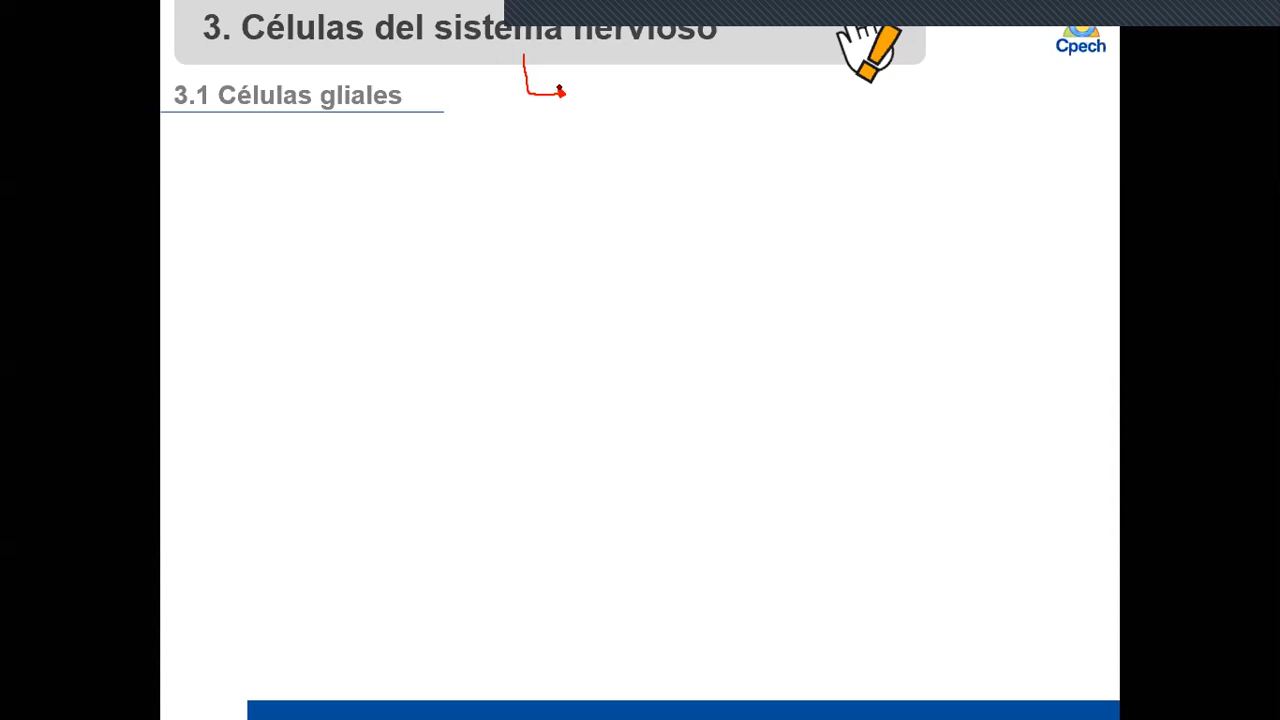 3. Células del sistema nervioso
Cpech
3.1 Células gliales